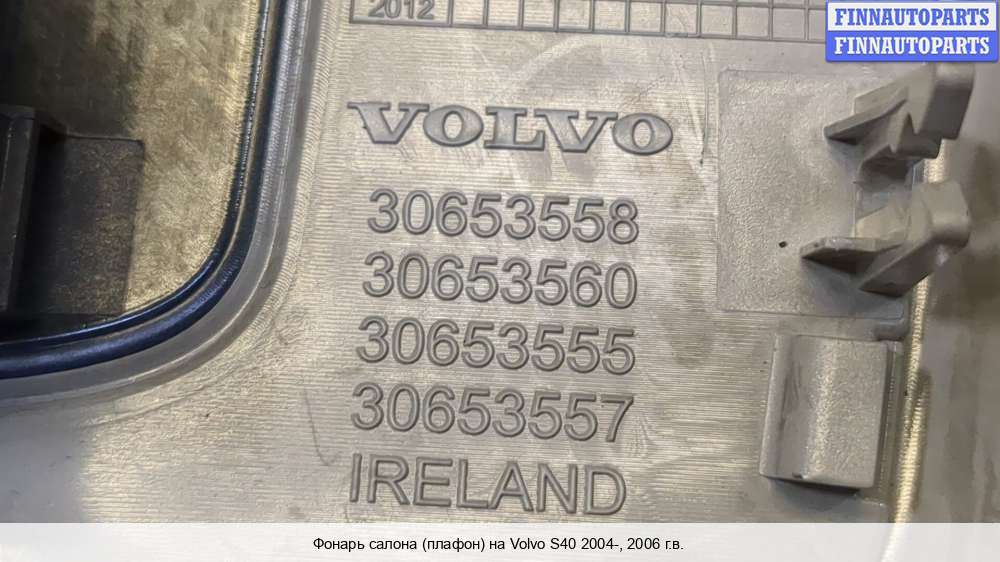 2012
FINNAUTOPARTS
FINNAUTOPARTS
VOLVO
30653558
30653560
30653555
30653557
IRELAND
Фонарь салона (плафон) на Volvo S40 2004-, 2006 г.в.